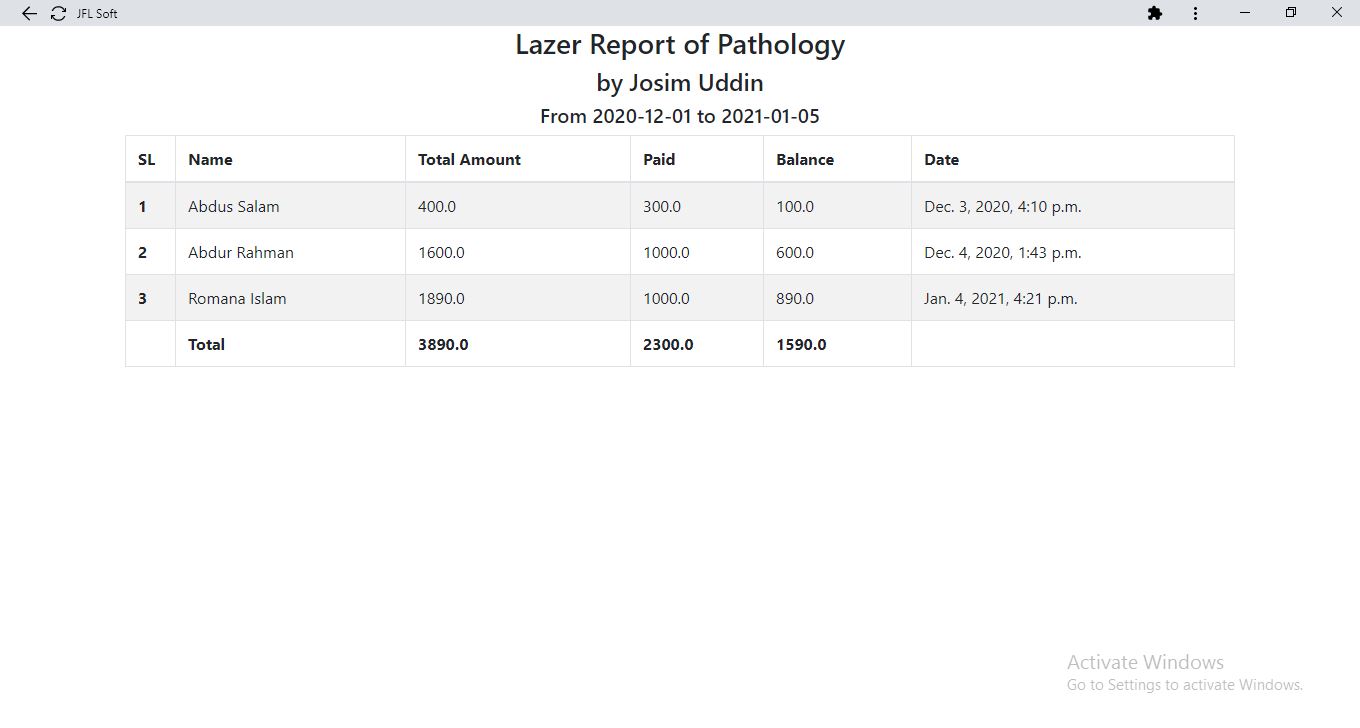 JFL Soft
Lazer Report of Pathology
by Josim Uddin
From 2020-12-01 to 2021-01-05
SL Name Total Amount Paid Balance Date
1 Abdus Salam 400.0 300.0 100.0 Dec. 3, 2020, 4:10 p.m.
2 Abdur Rahman 1600.0 1000.0 600.0 Dec. 4, 2020, 1:43 p.m.
3 Romana Islam 1890.0 1000.0 890.0 Jan. 4, 2021, 4:21 p.m.
Total 3890.0 2300.0 1590.0
Activate Windows
Go to Settings to activate Windows.